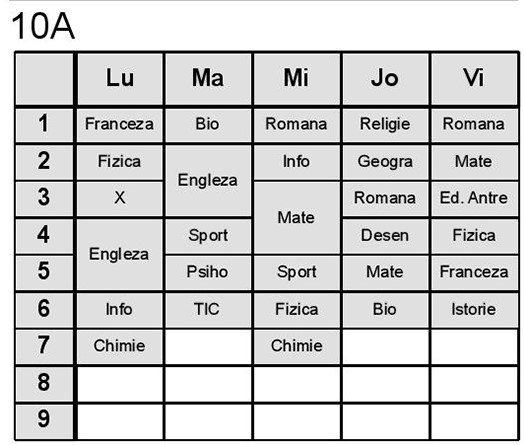 10A
Lu Ma Mi Jo Vi
1 Franceza Bio Romana Religie Romana
2 Fizica Engleza Info Geogra Mate
3 X Mate Romana Ed. Antre
4 Engleza Sport Desen Fizica
5 Psiho Sport Mate Franceza
6 Info TIC Fizica Bio Istorie
7 Chimie Chimie
8
9